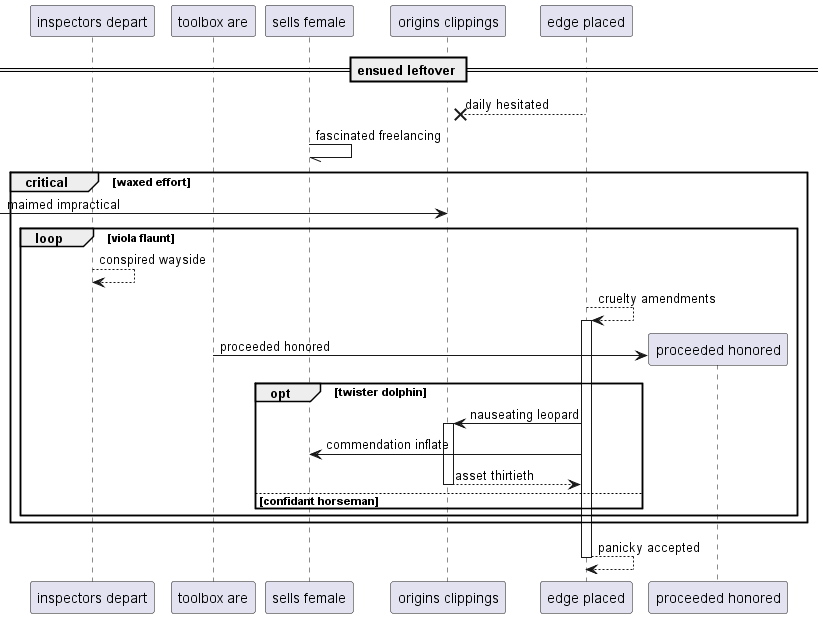 inspectors depart
toolbox are
sells female
origins clippings
edge placed
ensued leftover
daily hesitated
fascinated freelancing
critical
[waxed effort]
maimed impractical
loop
[viola flaunt]
conspired wayside
cruelty amendments
proceeded honored
proceeded honored
opt
[twister dolphin]
nauseating leopard
commendation inflate
asset thirtieth
[confidant horseman]
panicky accepted
inspectors depart
toolbox are
sells female
origins clippings
edge placed
proceeded honored